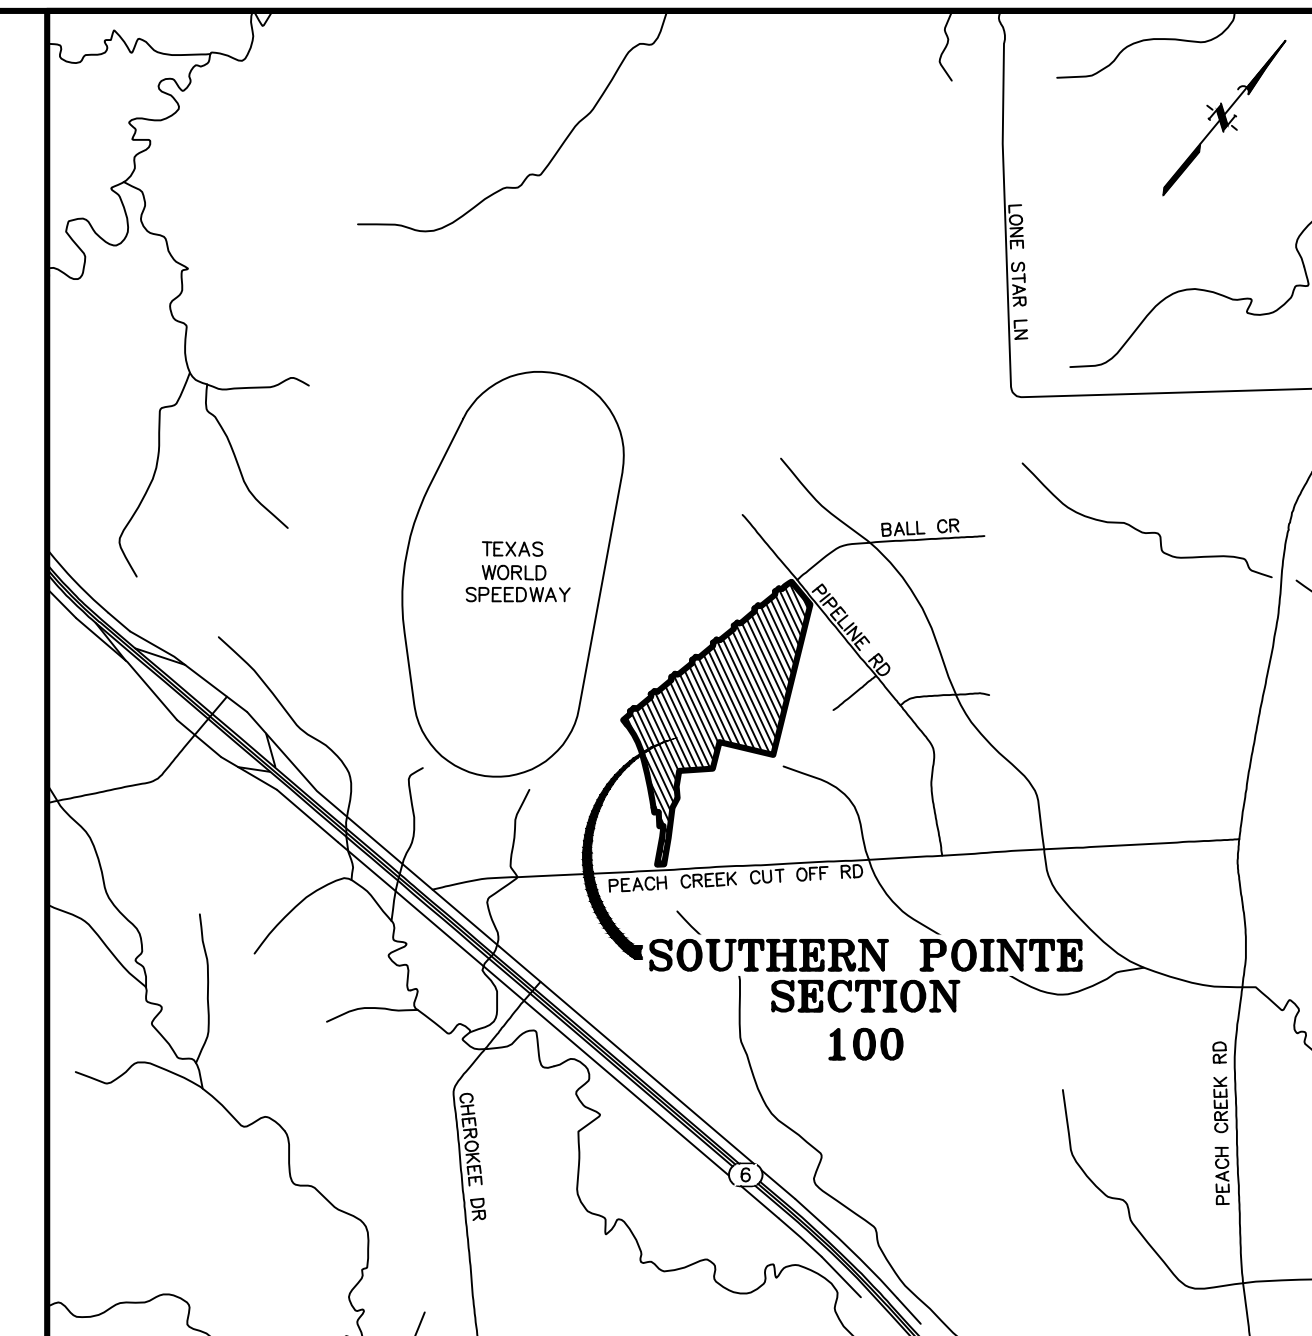 N
LONE STAR LN
BALL CR
TEXAS
WORLD
SPEEDWAY
PIPELINE RD
PEACH CREEK CUT OFF RD
SOUTHERN POINTE
SECTION
100
PEACH CREEK RD
CHEROKEE DR
6